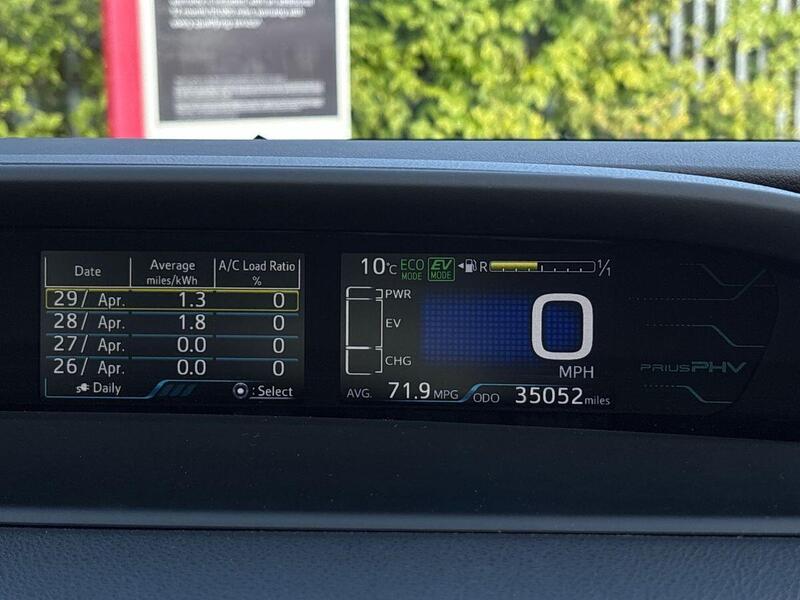 Date Average miles/kWh A/C Load Ratio %
29/ Apr. 1.3 0
28/ Apr. 1.8 0
27/ Apr. 0.0 0
26/ Apr. 0.0 0
Daily : Select
10°C ECO MODE EV MODE R 1/1
PWR
EV
CHG
0
MPH
AVG. 71.9 MPG ODO 35052 miles
PRIUS PHV